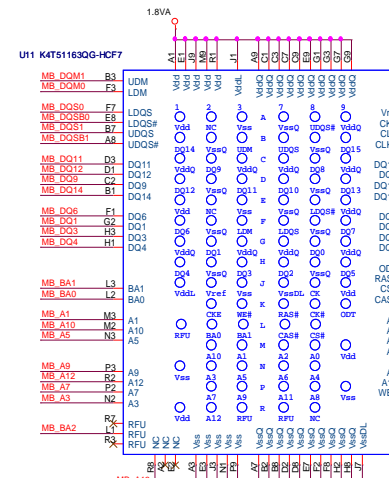 1.8VA
U11 K4T51163QG-HCF7
A1 E1 J9 M9 R1 J1 A9 C1 C3 C7 C9 E9 G1 G3 G7 G9
Vdd Vdd Vdd Vdd Vdd VddL VddQ VddQ VddQ VddQ VddQ VddQ VddQ VddQ VddQ VddQ
MB_DQM1 B3 UDM
MB_DQM0 F3 LDM
MB_DQS0 F7 LDQS
MB_DQSB0 E8 LDQS#
MB_DQS1 B7 UDQS
MB_DQSB1 A8 UDQS#
MB_DQ11 D3 DQ11
MB_DQ12 D1 DQ12
MB_DQ9 C2 DQ9
MB_DQ14 B1 DQ14
MB_DQ6 F1 DQ6
MB_DQ1 G2 DQ1
MB_DQ3 H3 DQ3
MB_DQ4 H1 DQ4
MB_BA1 L3 BA1
MB_BA0 L2 BA0
MB_A1 M3 A1
MB_A10 M2 A10
MB_A5 N3 A5
MB_A9 P3 A9
MB_A12 R2 A12
MB_A7 P2 A7
MB_A3 N2 A3
R7 RFU
MB_BA2 L1 RFU
R3 RFU
1 2 3 7 8 9
A
Vdd NC Vss VssQ UDQS# VddQ
B
DQ14 VssQ UDM UDQS VssQ DQ15
C
VddQ DQ9 VddQ VddQ DQ8 VddQ
D
DQ12 VssQ DQ11 DQ10 VssQ DQ13
E
Vdd NC Vss VssQ LDQS# VddQ
F
DQ6 VssQ LDM LDQS VssQ DQ7
G
VddQ DQ1 VddQ VddQ DQ0 VddQ
H
DQ4 VssQ DQ3 DQ2 VssQ DQ5
J
VddL Vref Vss VssDL CK Vdd
K
CKE WE# RAS# CK# ODT
L
RFU BA0 BA1 CAS# CS#
M
A10 A1 A2 A0 Vdd
N
Vss A3 A5 A6 A4
P
A7 A9 A11 A8 Vss
R
Vdd A12 RFU RFU NC
NC NC NC Vss Vss Vss Vss Vss VssQ VssQ VssQ VssQ VssQ VssQ VssQ VssQ VssQ VssQ VssDL
R8 A2 E2 A3 E3 J3 N1 P9 A7 B2 B8 D2 D8 E7 F2 F8 H2 H8 J7